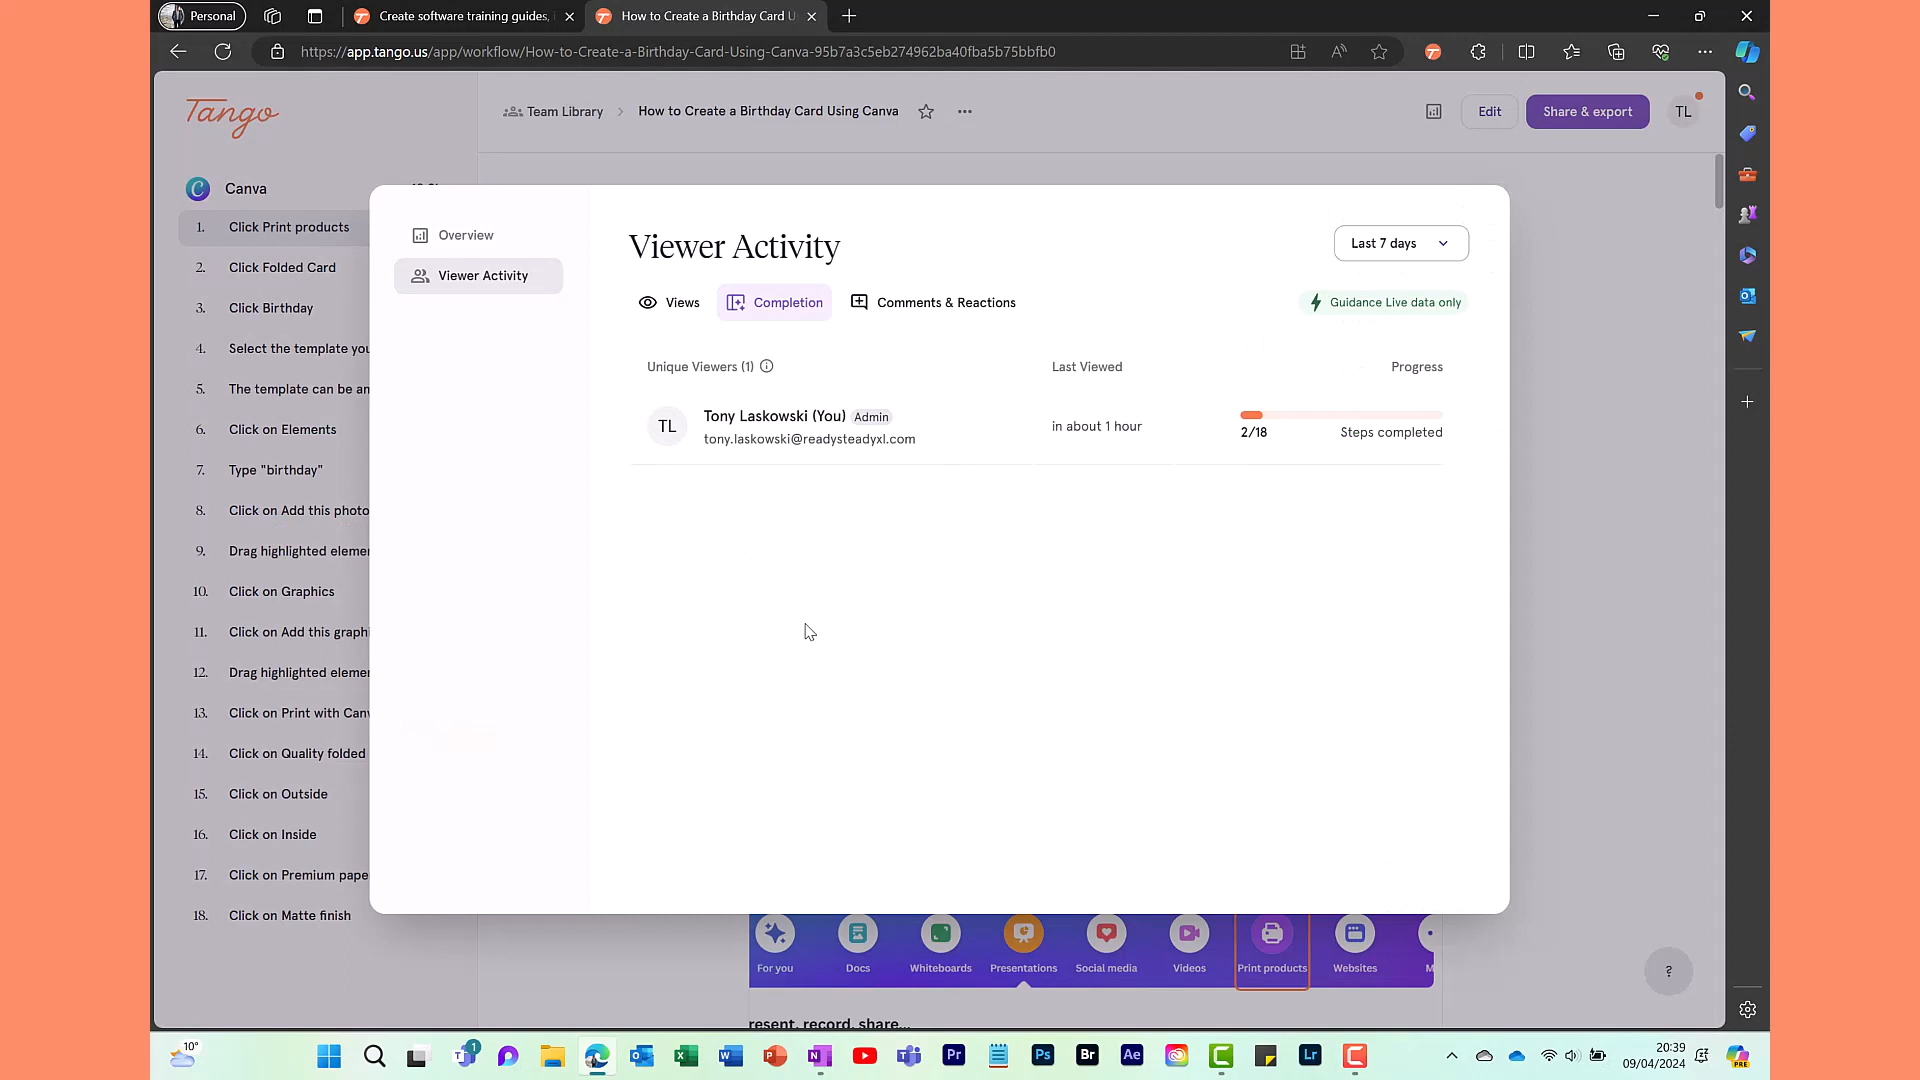 Personal
Create software training guides, i
How to Create a Birthday Card U
https://app.tango.us/app/workflow/How-to-Create-a-Birthday-Card-Using-Canva-95b7a3c5eb274962ba40fba5b75bbfb0
Tango
Team Library
How to Create a Birthday Card Using Canva
Edit
Share & export
TL
Canva
1. Click Print products
2. Click Folded Card
3. Click Birthday
4. Select the template you
5. The template can be an
6. Click on Elements
7. Type "birthday"
8. Click on Add this photo
9. Drag highlighted elemen
10. Click on Graphics
11. Click on Add this graphi
12. Drag highlighted elemen
13. Click on Print with Canv
14. Click on Quality folded
15. Click on Outside
16. Click on Inside
17. Click on Premium pape
18. Click on Matte finish
Overview
Viewer Activity
Viewer Activity
Last 7 days
Views
Completion
Comments & Reactions
Guidance Live data only
Unique Viewers (1)
Last Viewed
Progress
TL
Tony Laskowski (You) Admin
tony.laskowski@readysteadyxl.com
in about 1 hour
2/18
Steps completed
For you
Docs
Whiteboards
Presentations
Social media
Videos
Print products
Websites
M
resent, record, share...
?
10°
1
Pr
Ps
Br
Ae
Lr
PRE
20:39
09/04/2024